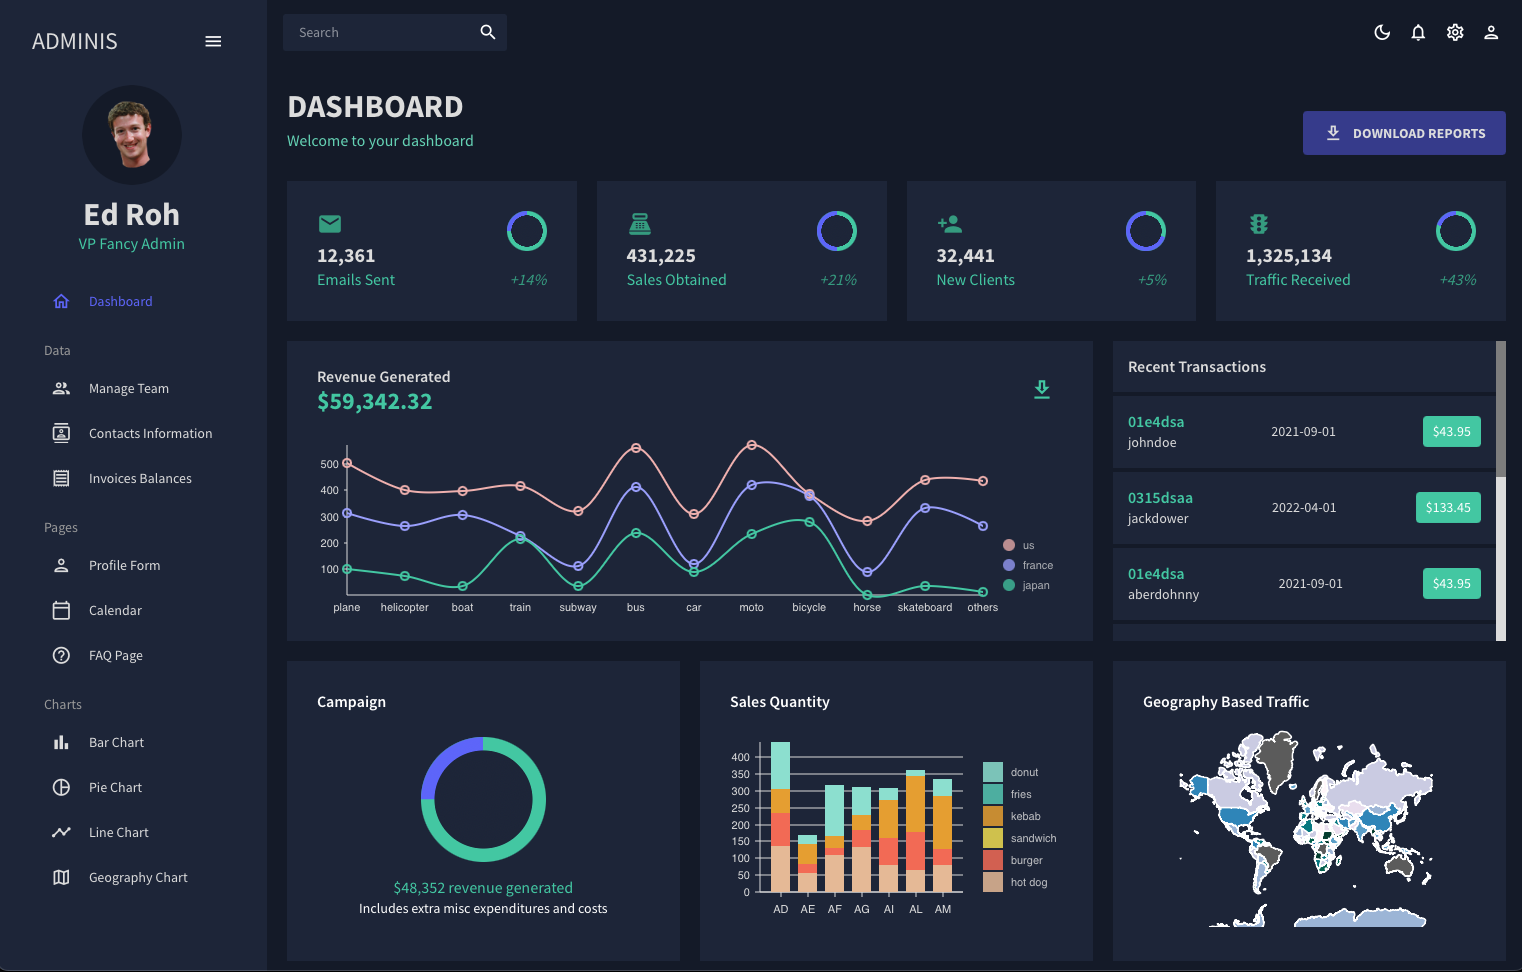 ADMINIS
Search
Ed Roh
VP Fancy Admin
Dashboard
Data
Manage Team
Contacts Information
Invoices Balances
Pages
Profile Form
Calendar
FAQ Page
Charts
Bar Chart
Pie Chart
Line Chart
Geography Chart
DASHBOARD
Welcome to your dashboard
DOWNLOAD REPORTS
12,361
Emails Sent +14%
431,225
Sales Obtained +21%
32,441
New Clients +5%
1,325,134
Traffic Received +43%
Revenue Generated
$59,342.32
500
400
300
200
100
plane helicopter boat train subway bus car moto bicycle horse skateboard others
us
france
japan
Recent Transactions
01e4dsa
johndoe
2021-09-01
$43.95
0315dsaa
jackdower
2022-04-01
$133.45
01e4dsa
aberdohnny
2021-09-01
$43.95
Campaign
$48,352 revenue generated
Includes extra misc expenditures and costs
Sales Quantity
400
350
300
250
200
150
100
50
0
AD AE AF AG AI AL AM
donut
fries
kebab
sandwich
burger
hot dog
Geography Based Traffic